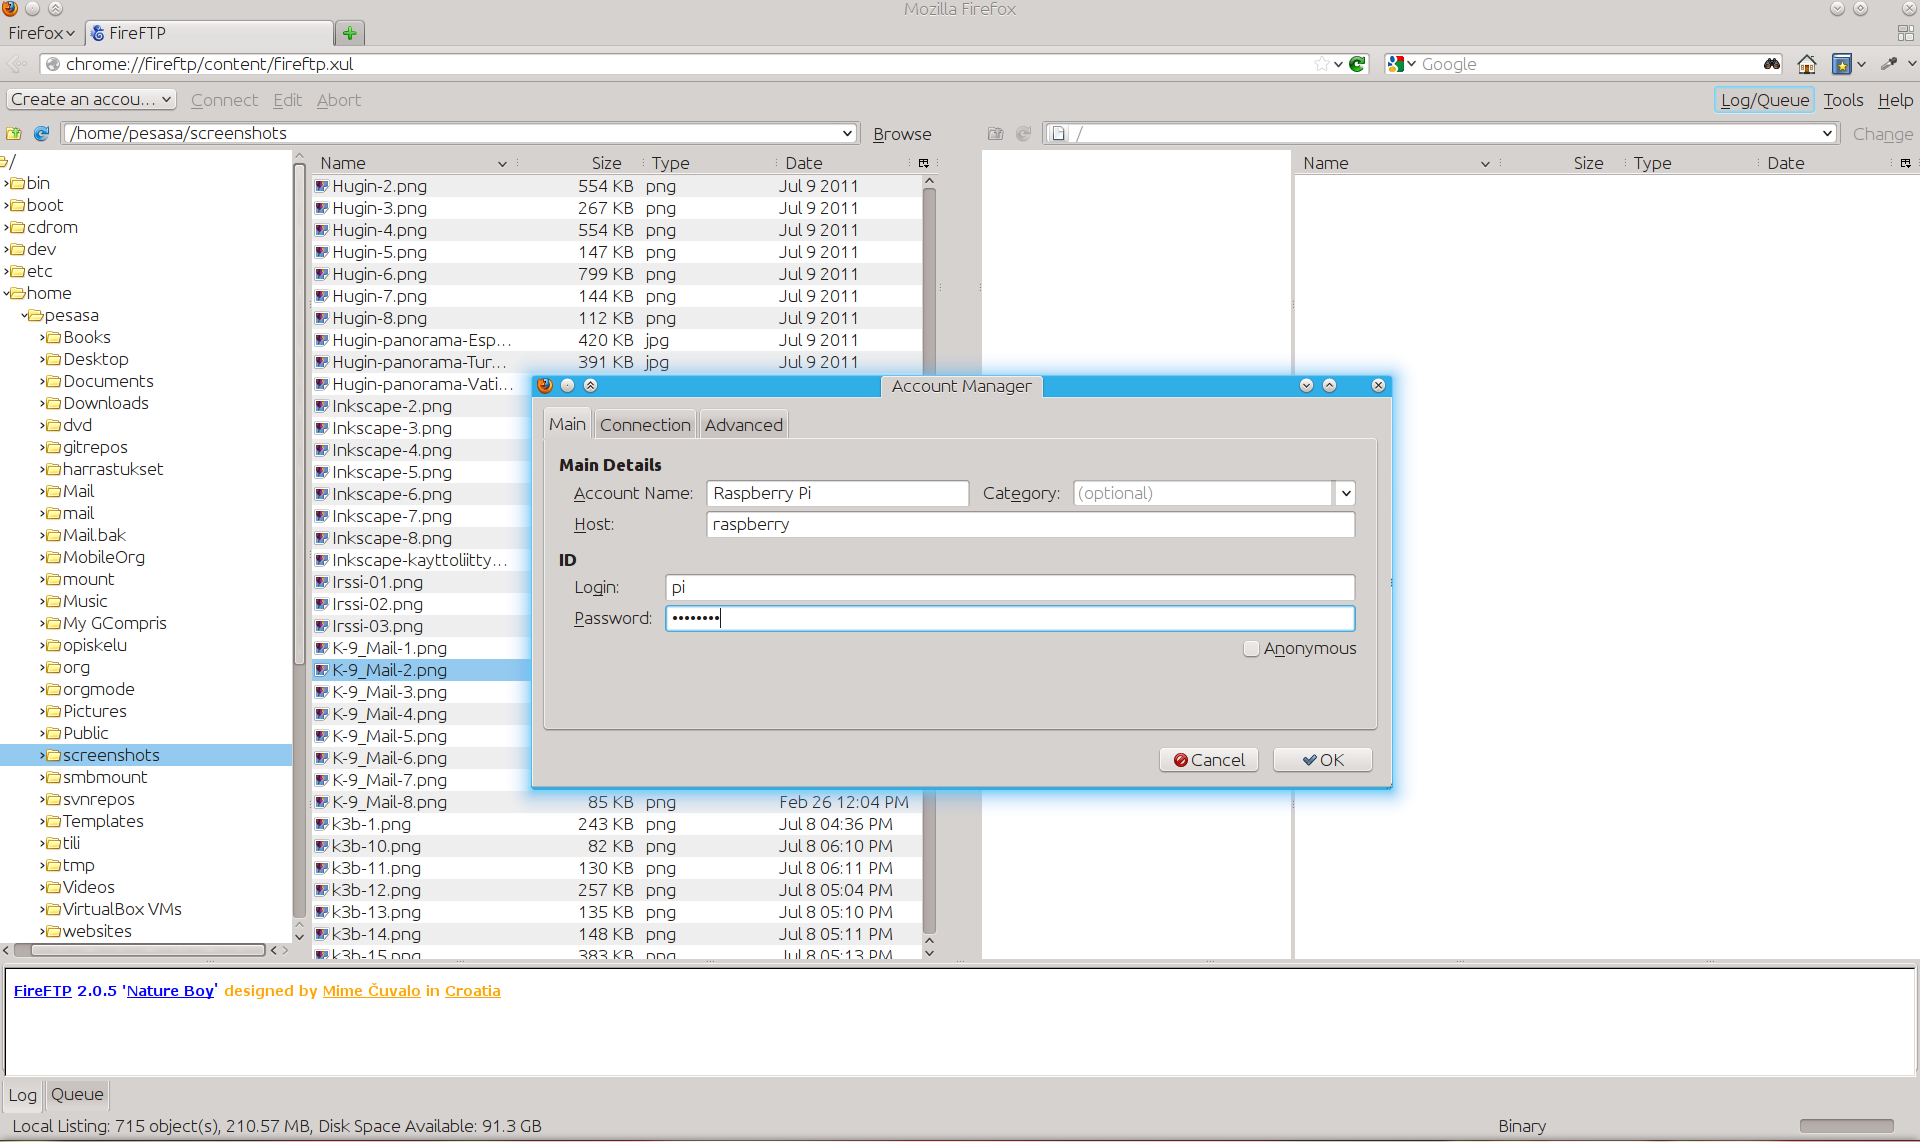 Mozilla Firefox
Firefox
FireFTP
chrome://fireftp/content/fireftp.xul
Google
Create an accou...
Connect
Edit
Abort
Log/Queue
Tools
Help
/home/pesasa/screenshots
Browse
/
Change
/
bin
boot
cdrom
dev
etc
home
pesasa
Books
Desktop
Documents
Downloads
dvd
gitrepos
harrastukset
Mail
mail
Mail.bak
MobileOrg
mount
Music
My GCompris
opiskelu
org
orgmode
Pictures
Public
screenshots
smbmount
svnrepos
Templates
tili
tmp
Videos
VirtualBox VMs
websites
Name Size Type Date
Hugin-2.png 554 KB png Jul 9 2011
Hugin-3.png 267 KB png Jul 9 2011
Hugin-4.png 554 KB png Jul 9 2011
Hugin-5.png 147 KB png Jul 9 2011
Hugin-6.png 799 KB png Jul 9 2011
Hugin-7.png 144 KB png Jul 9 2011
Hugin-8.png 112 KB png Jul 9 2011
Hugin-panorama-Esp... 420 KB jpg Jul 9 2011
Hugin-panorama-Tur... 391 KB jpg Jul 9 2011
Hugin-panorama-Vati...
Inkscape-2.png
Inkscape-3.png
Inkscape-4.png
Inkscape-5.png
Inkscape-6.png
Inkscape-7.png
Inkscape-8.png
Inkscape-kayttoliitty...
Irssi-01.png
Irssi-02.png
Irssi-03.png
K-9_Mail-1.png
K-9_Mail-2.png
K-9_Mail-3.png
K-9_Mail-4.png
K-9_Mail-5.png
K-9_Mail-6.png
K-9_Mail-7.png
K-9_Mail-8.png 85 KB png Feb 26 12:04 PM
k3b-1.png 243 KB png Jul 8 04:36 PM
k3b-10.png 82 KB png Jul 8 06:10 PM
k3b-11.png 130 KB png Jul 8 06:11 PM
k3b-12.png 257 KB png Jul 8 05:04 PM
k3b-13.png 135 KB png Jul 8 05:10 PM
k3b-14.png 148 KB png Jul 8 05:11 PM
k3b-15.png 383 KB png Jul 8 05:13 PM
Name Size Type Date
Account Manager
Main
Connection
Advanced
Main Details
Account Name: Raspberry Pi
Category: (optional)
Host: raspberry
ID
Login: pi
Password: ••••••••
Anonymous
Cancel
OK
FireFTP 2.0.5 'Nature Boy' designed by Mime Čuvalo in Croatia
Log
Queue
Local Listing: 715 object(s), 210.57 MB, Disk Space Available: 91.3 GB
Binary